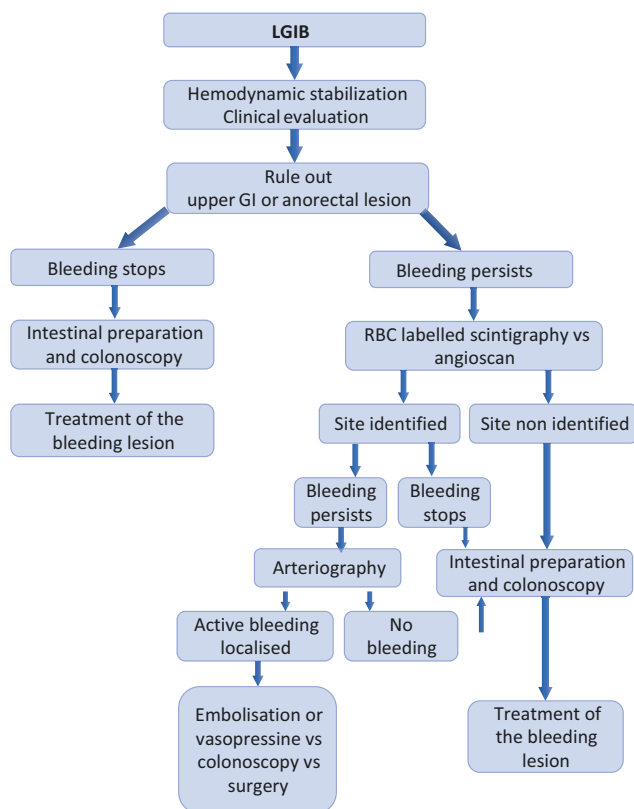 LGIB
Hemodynamic stabilization
Clinical evaluation
Rule out
upper GI or anorectal lesion
Bleeding stops
Bleeding persists
Intestinal preparation
and colonoscopy
RBC labelled scintigraphy vs
angioscan
Treatment of the
bleeding lesion
Site identified
Site non identified
Bleeding
persists
Bleeding
stops
Arteriography
Intestinal preparation
and colonoscopy
Active bleeding
localised
No
bleeding
Embolisation or
vasopressine vs
colonoscopy vs
surgery
Treatment of
the bleeding
lesion